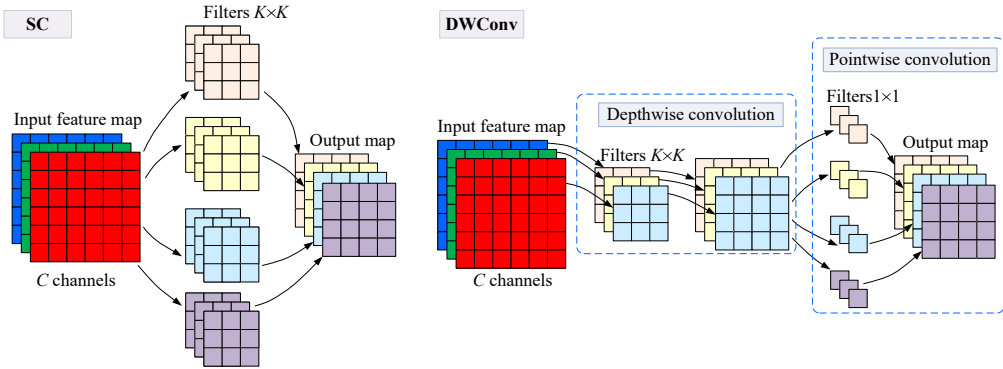 SC
Filters K×K
Input feature map
Output map
C channels
DWConv
Pointwise convolution
Depthwise convolution
Filters1×1
Input feature map
Filters K×K
Output map
C channels